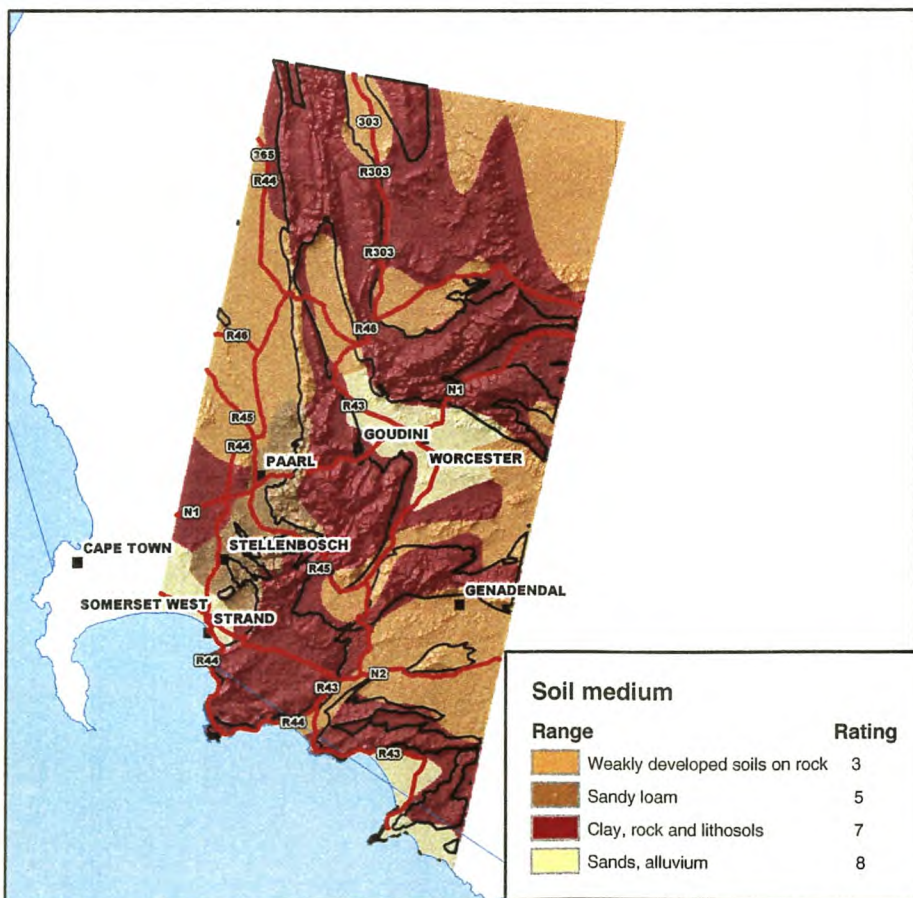 303
365
R44
R303
R303
R46
R46
R43
N1
R45
R44
GOUDINI
PAARL
WORCESTER
N1
CAPE TOWN
STELLENBOSCH
R45
GENADENDAL
SOMERSET WEST
STRAND
R44
N2
R43
R44
R43
Soil medium
Range Rating
Weakly developed soils on rock 3
Sandy loam 5
Clay, rock and lithosols 7
Sands, alluvium 8